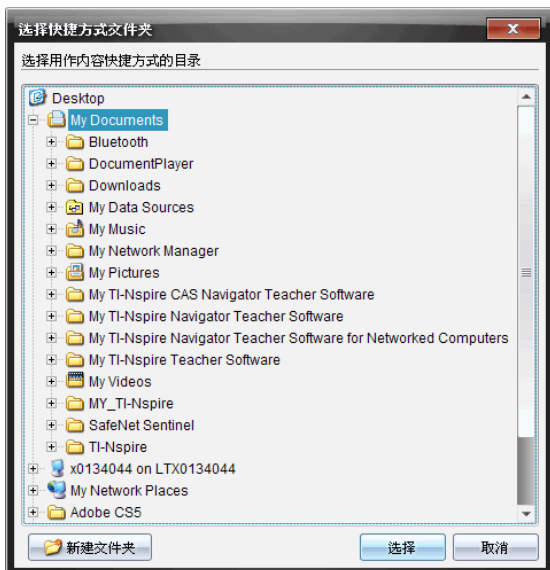 选择快捷方式文件夹
选择用作内容快捷方式的目录
Desktop
My Documents
Bluetooth
DocumentPlayer
Downloads
My Data Sources
My Music
My Network Manager
My Pictures
My TI-Nspire CAS Navigator Teacher Software
My TI-Nspire Navigator Teacher Software
My TI-Nspire Navigator Teacher Software for Networked Computers
My TI-Nspire Teacher Software
My Videos
MY_TI-Nspire
SafeNet Sentinel
TI-Nspire
x0134044 on LTX0134044
My Network Places
Adobe CS5
新建文件夹 选择 取消